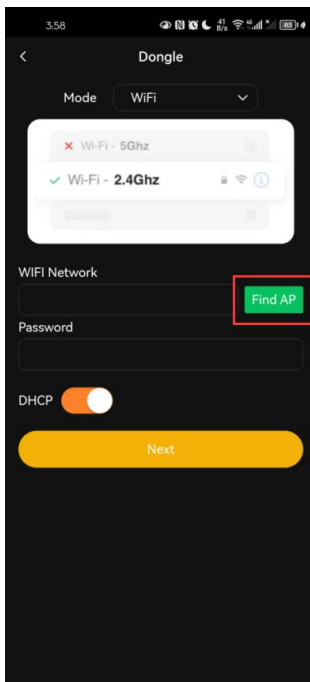 3:58
41 B/s
83
Dongle
Mode WiFi
Wi-Fi - 5Ghz
Wi-Fi - 2.4Ghz
WIFI Network
Find AP
Password
DHCP
Next